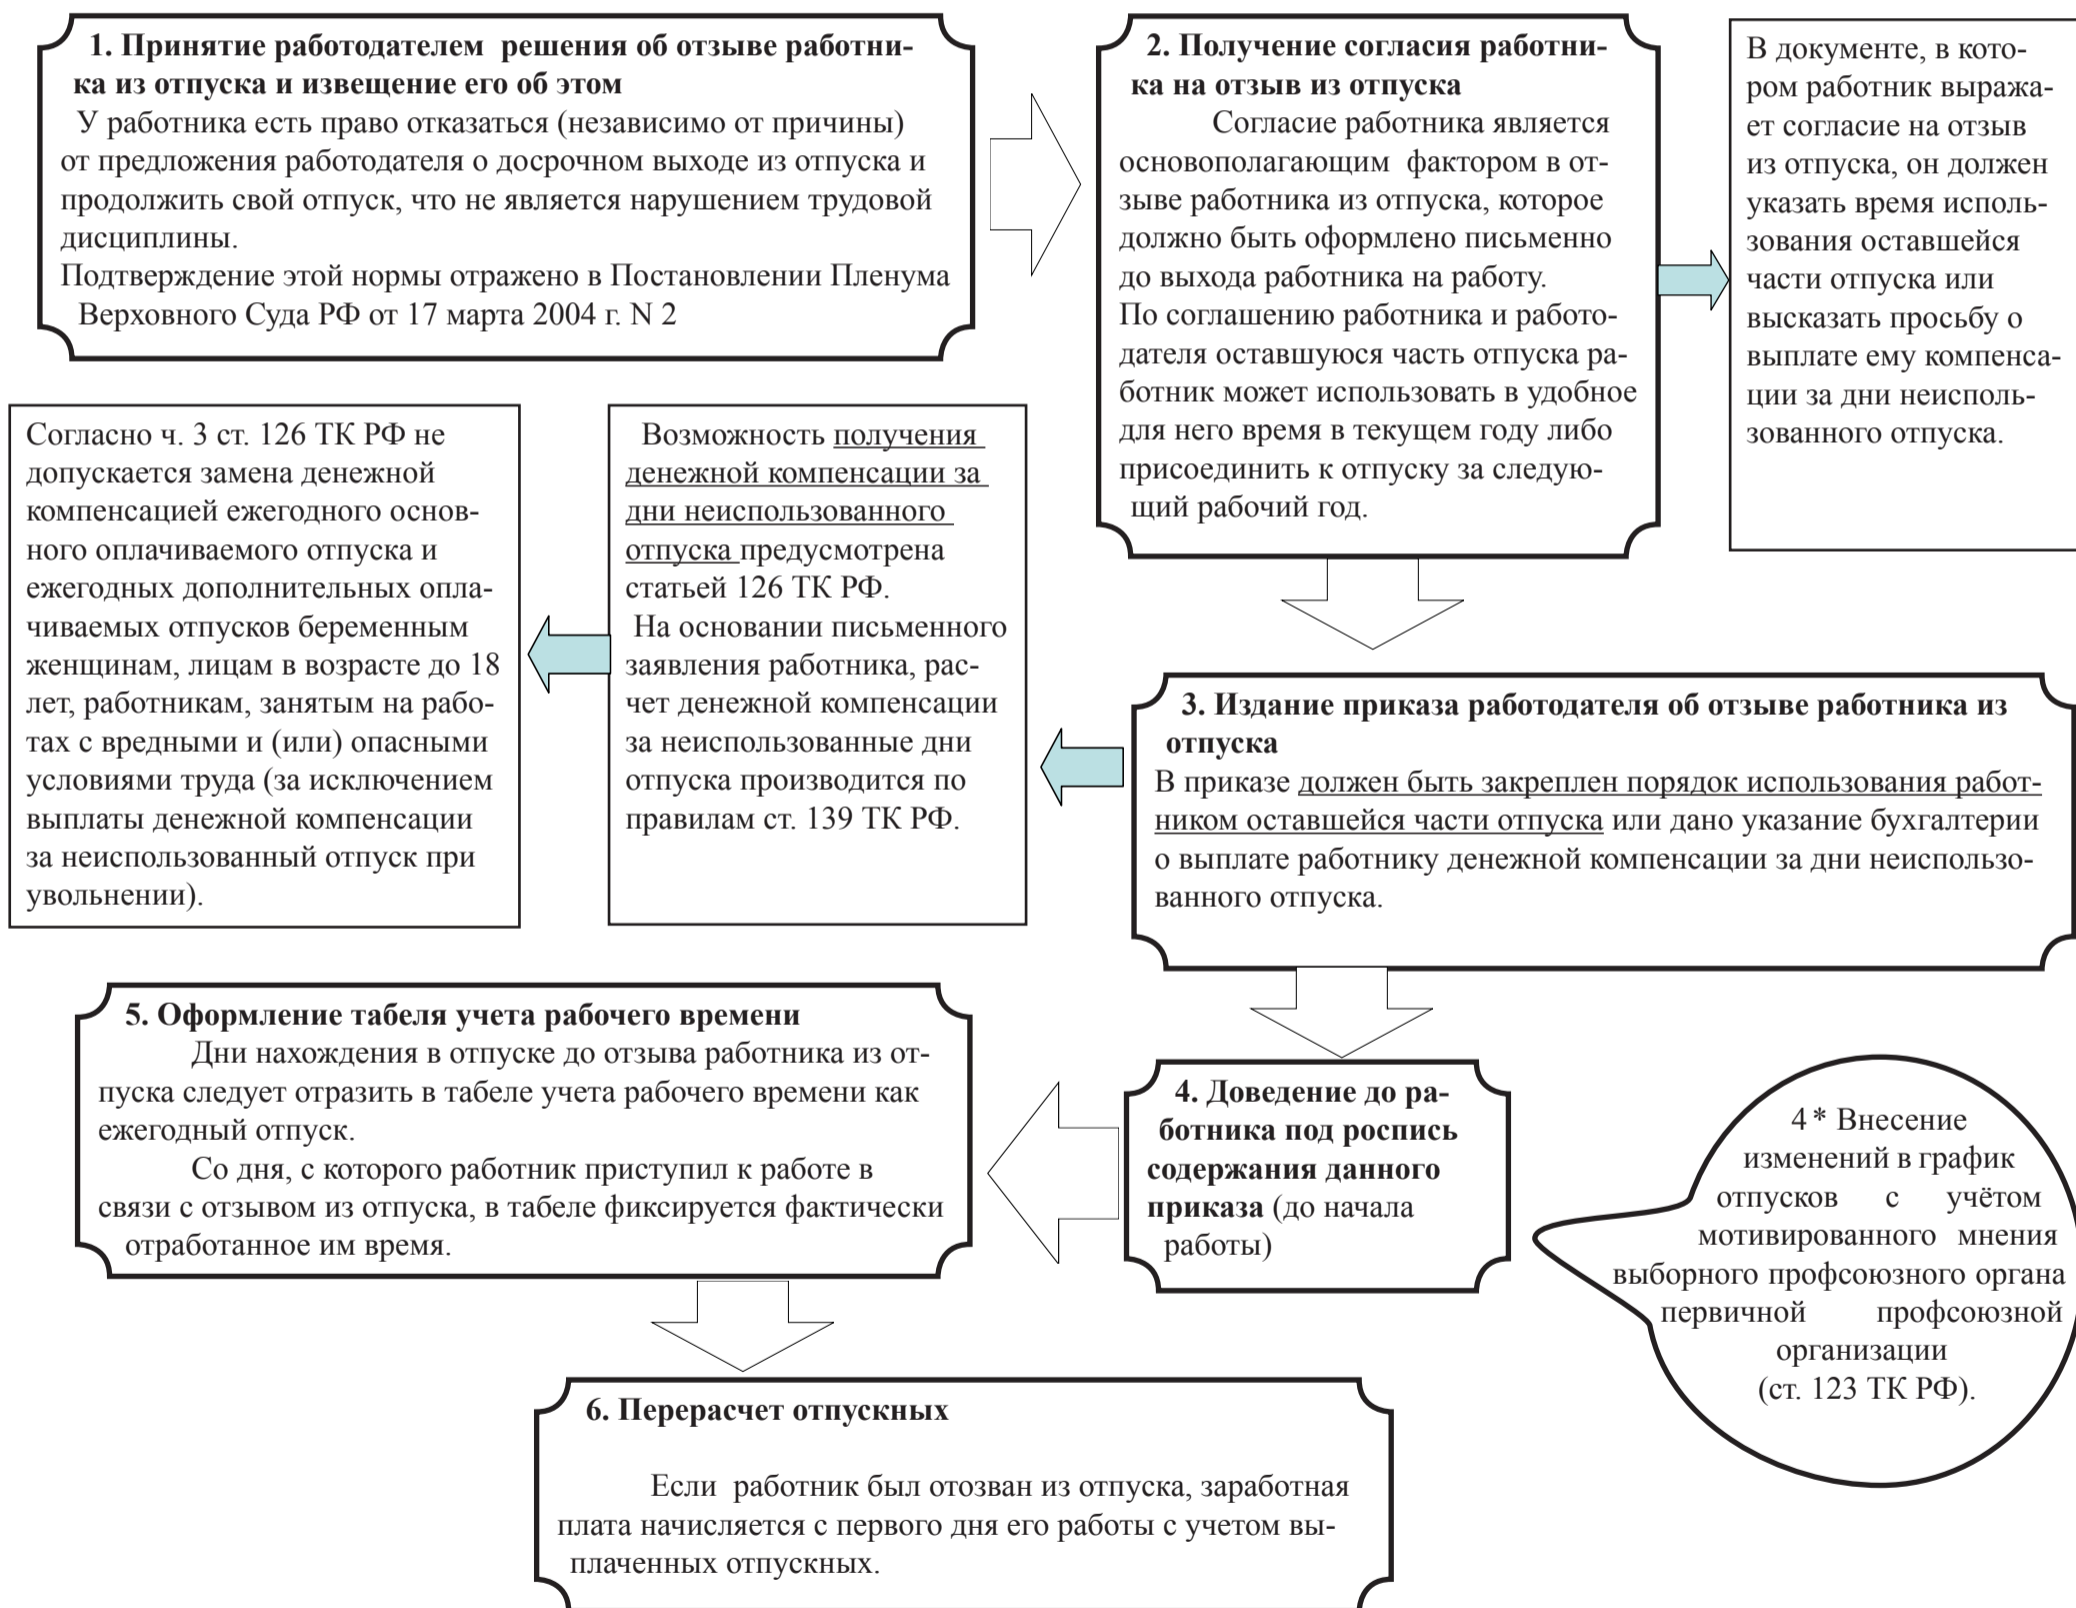 1. Принятие работодателем решения об отзыве работни-
ка из отпуска и извещение его об этом
У работника есть право отказаться (независимо от причины)
от предложения работодателя о досрочном выходе из отпуска и
продолжить свой отпуск, что не является нарушением трудовой
дисциплины.
Подтверждение этой нормы отражено в Постановлении Пленума
Верховного Суда РФ от 17 марта 2004 г. N 2
2. Получение согласия работни-
ка на отзыв из отпуска
Согласие работника является
основополагающим фактором в от-
зыве работника из отпуска, которое
должно быть оформлено письменно
до выхода работника на работу.
По соглашению работника и работо-
дателя оставшуюся часть отпуска ра-
ботник может использовать в удобное
для него время в текущем году либо
присоединить к отпуску за следую-
щий рабочий год.
В документе, в кото-
ром работник выража-
ет согласие на отзыв
из отпуска, он должен
указать время исполь-
зования оставшейся
части отпуска или
высказать просьбу о
выплате ему компенса-
ции за дни неисполь-
зованного отпуска.
3. Издание приказа работодателя об отзыве работника из
отпуска
В приказе должен быть закреплен порядок использования работ-
ником оставшейся части отпуска или дано указание бухгалтерии
о выплате работнику денежной компенсации за дни неиспользо-
ванного отпуска.
Возможность получения
денежной компенсации за
дни неиспользованного
отпуска предусмотрена
статьей 126 ТК РФ.
На основании письменного
заявления работника, рас-
чет денежной компенсации
за неиспользованные дни
отпуска производится по
правилам ст. 139 ТК РФ.
Согласно ч. 3 ст. 126 ТК РФ не
допускается замена денежной
компенсацией ежегодного основ-
ного оплачиваемого отпуска и
ежегодных дополнительных опла-
чиваемых отпусков беременным
женщинам, лицам в возрасте до 18
лет, работникам, занятым на рабо-
тах с вредными и (или) опасными
условиями труда (за исключением
выплаты денежной компенсации
за неиспользованный отпуск при
увольнении).
4. Доведение до ра-
ботника под роспись
содержания данного
приказа (до начала
работы)
4* Внесение
изменений в график
отпусков с учётом
мотивированного мнения
выборного профсоюзного органа
первичной профсоюзной
организации
(ст. 123 ТК РФ).
5. Оформление табеля учета рабочего времени
Дни нахождения в отпуске до отзыва работника из от-
пуска следует отразить в табеле учета рабочего времени как
ежегодный отпуск.
Со дня, с которого работник приступил к работе в
связи с отзывом из отпуска, в табеле фиксируется фактически
отработанное им время.
6. Перерасчет отпускных
Если работник был отозван из отпуска, заработная
плата начисляется с первого дня его работы с учетом вы-
плаченных отпускных.